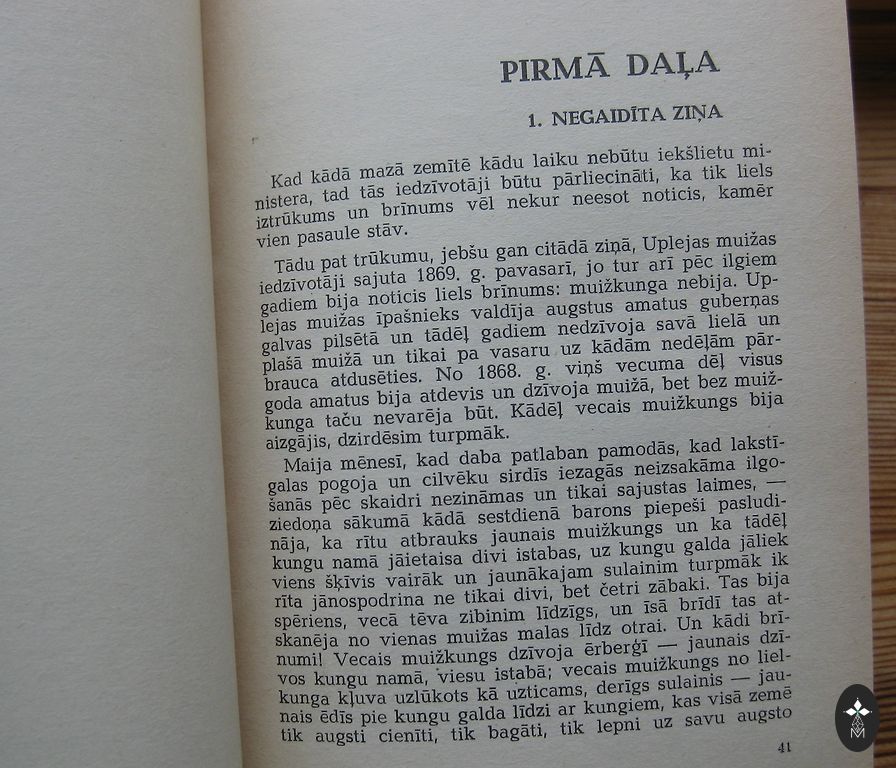 PIRMĀ DAĻA
1. NEGAIDĪTA ZIŅA
Kad kādā mazā zemītē kādu laiku nebūtu iekšlietu mi-
nistera, tad tās iedzīvotāji būtu pārliecināti, ka tik liels
iztrūkums un brīnums vēl nekur neesot noticis, kamēr
vien pasaule stāv.
Tādu pat trūkumu, jebšu gan citādā ziņā, Uplejas muižas
iedzīvotāji sajuta 1869. g. pavasarī, jo tur arī pēc ilgiem
gadiem bija noticis liels brīnums: muižkunga nebija. Up-
lejas muižas īpašnieks valdīja augstus amatus guberņas
galvas pilsētā un tādēļ gadiem nedzīvoja savā lielā un
plašā muižā un tikai pa vasaru uz kādām nedēļām pār-
brauca atdusēties. No 1868. g. viņš vecuma dēļ visus
goda amatus bija atdevis un dzīvoja muižā, bet bez muiž-
kunga taču nevarēja būt. Kādēļ vecais muižkungs bija
aizgājis, dzirdēsim turpmāk.
Maija mēnesī, kad daba patlaban pamodās, kad lakstī-
galas pogoja un cilvēku sirdīs iezagās neizsakāma ilgo-
šanās pēc skaidri nezināmas un tikai sajustas laimes, —
ziedoņa sākumā kādā sestdienā barons piepeši pasludi-
nāja, ka rītu atbrauks jaunais muižkungs un ka tādēļ
kungu namā jāietaisa divi istabas, uz kungu galda jāliek
viens šķīvis vairāk un jaunākajam sulainim turpmāk ik
rīta jānospodrina ne tikai divi, bet četri zābaki. Tas bija
spēriens, vecā tēva zibinim līdzīgs, un īsā brīdī tas at-
skanēja no vienas muižas malas līdz otrai. Un kādi brī-
numi! Vecais muižkungs dzīvoja ērberģī — jaunais dzī-
vos kungu namā, viesu istabā; vecais muižkungs no liel-
kunga kļuva uzlūkots kā uzticams, derīgs sulainis — jau-
nais ēdīs pie kungu galda līdzi ar kungiem, kas visā zemē
tik augsti cienīti, tik bagāti, tik lepni uz savu augsto
41
M